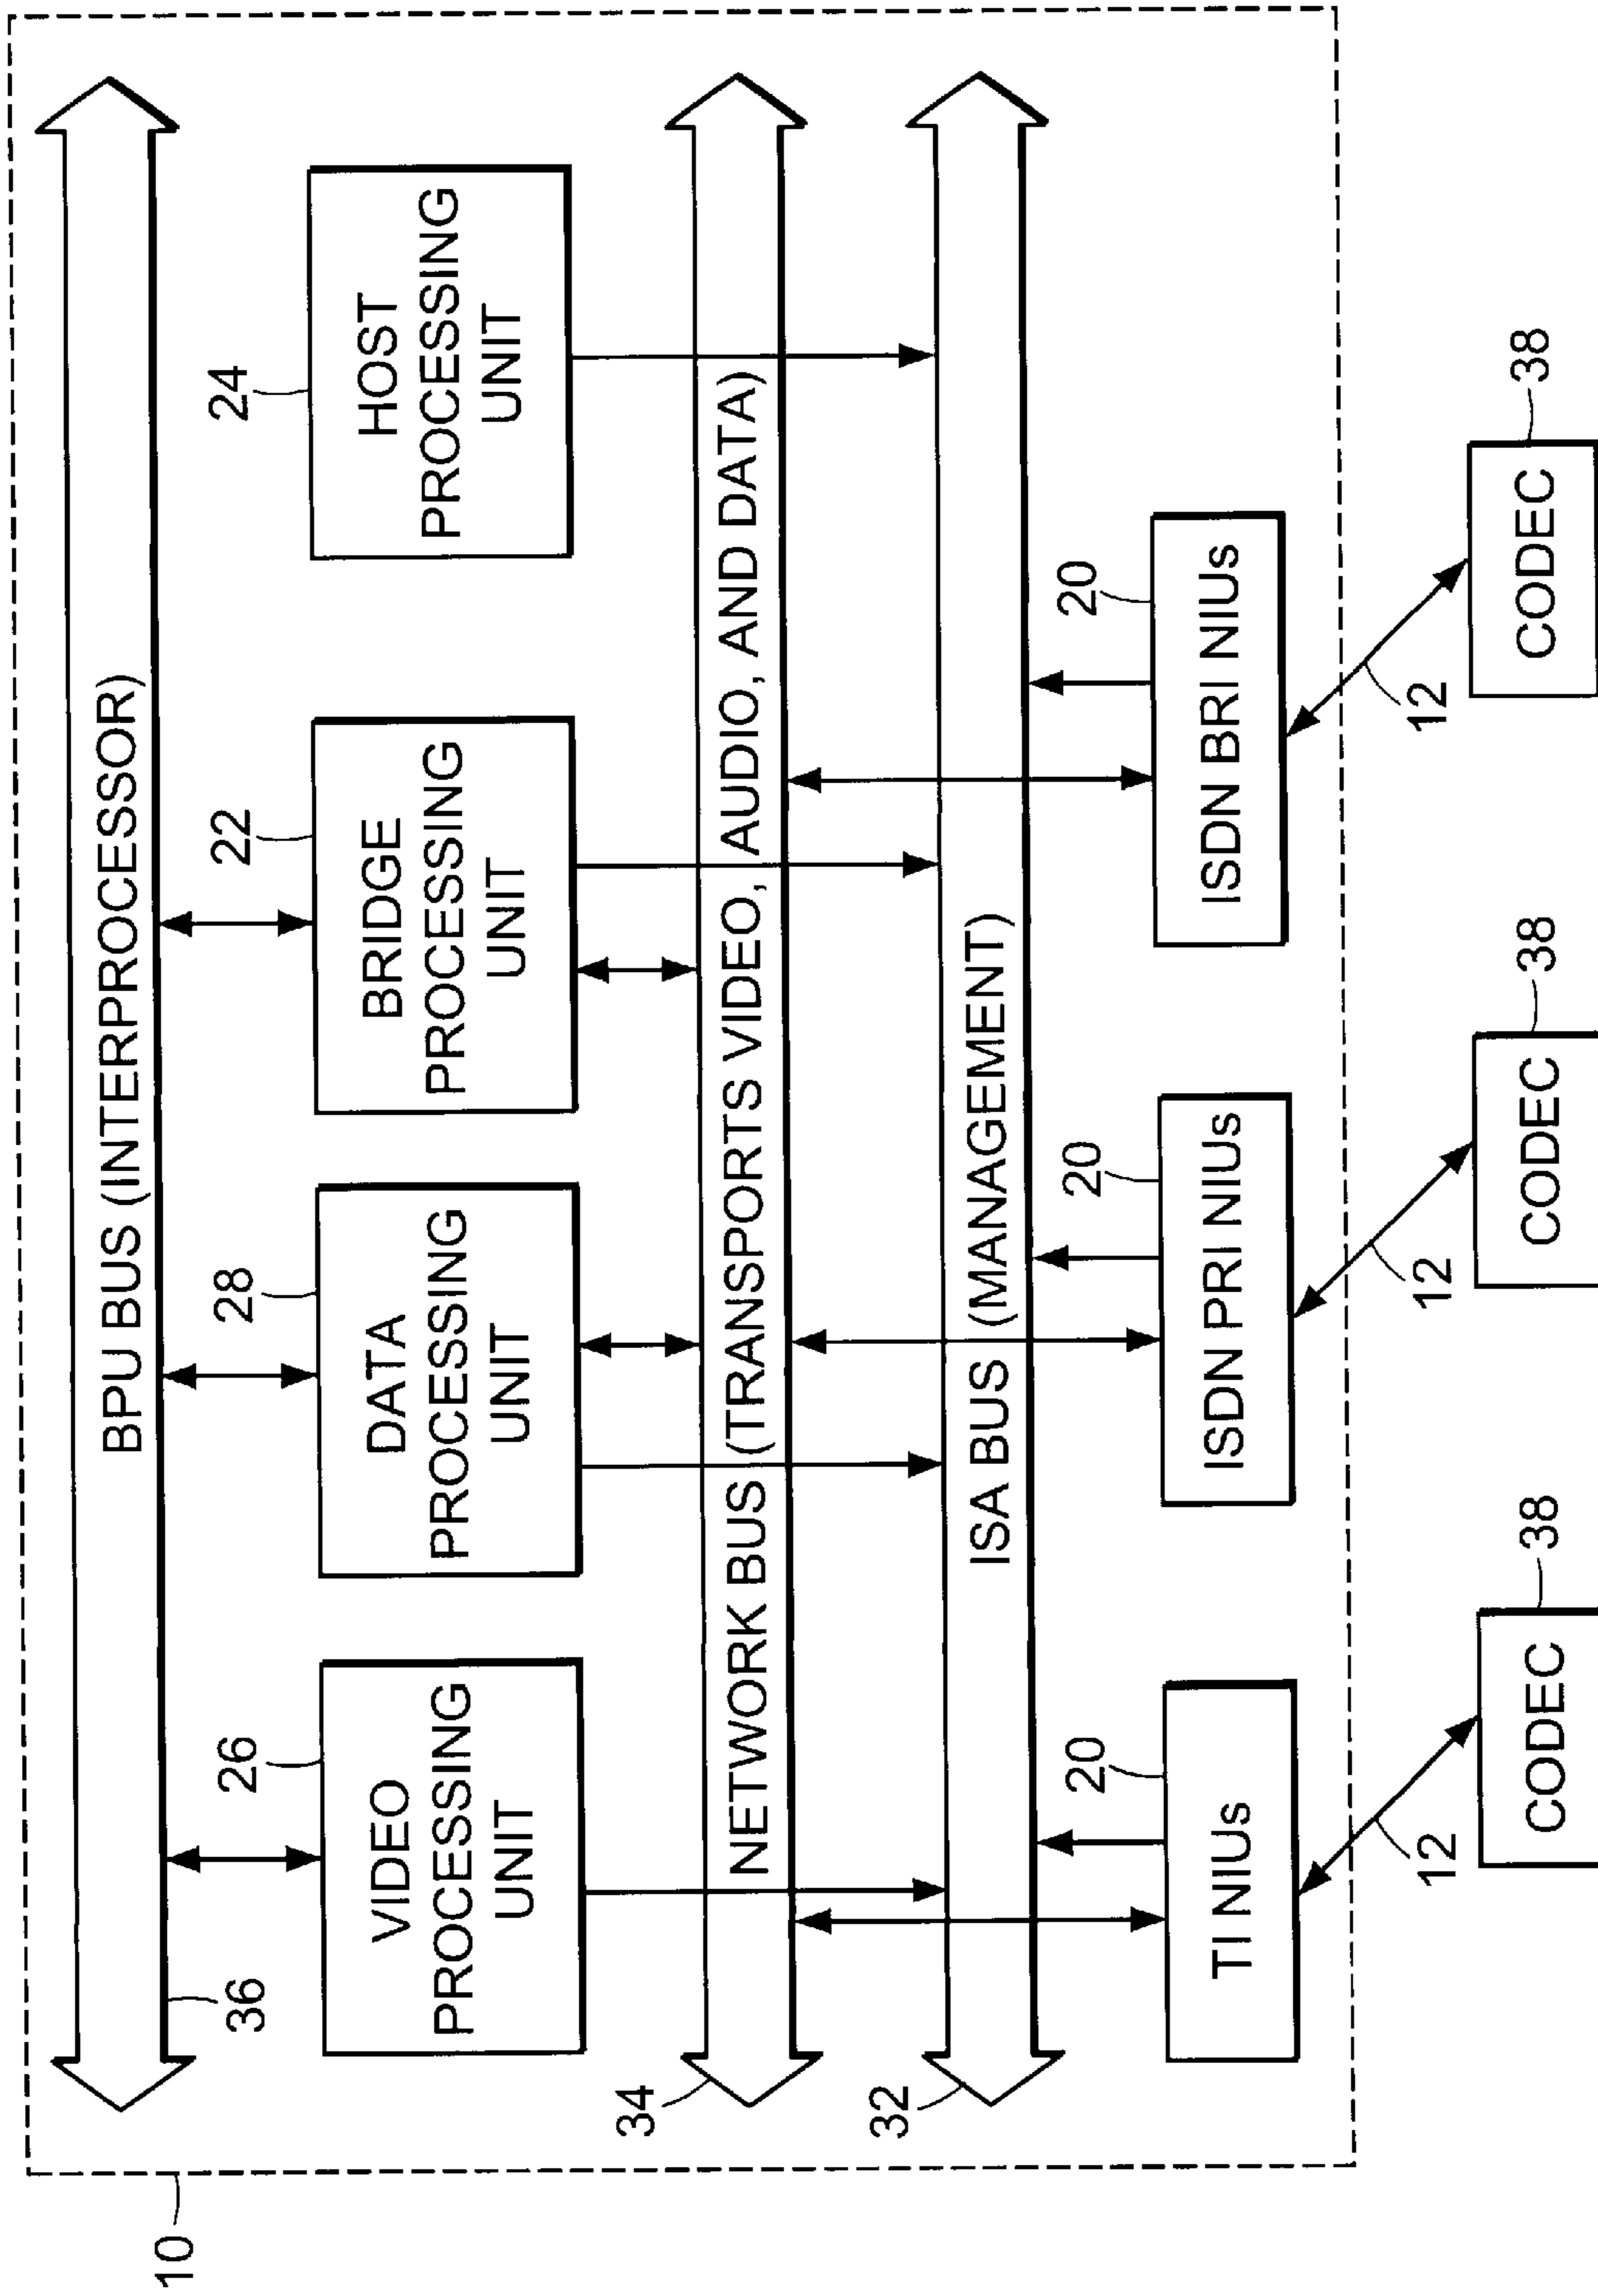 10
BPU BUS (INTERPROCESSOR)
36
26
28
22
24
VIDEO
PROCESSING
UNIT
DATA
PROCESSING
UNIT
BRIDGE
PROCESSING
UNIT
HOST
PROCESSING
UNIT
34
NETWORK BUS (TRANSPORTS VIDEO, AUDIO, AND DATA)
32
ISA BUS (MANAGEMENT)
20
20
20
TI NIUs
ISDN PRI NIUs
ISDN BRI NIUs
12
12
12
38
38
38
CODEC
CODEC
CODEC